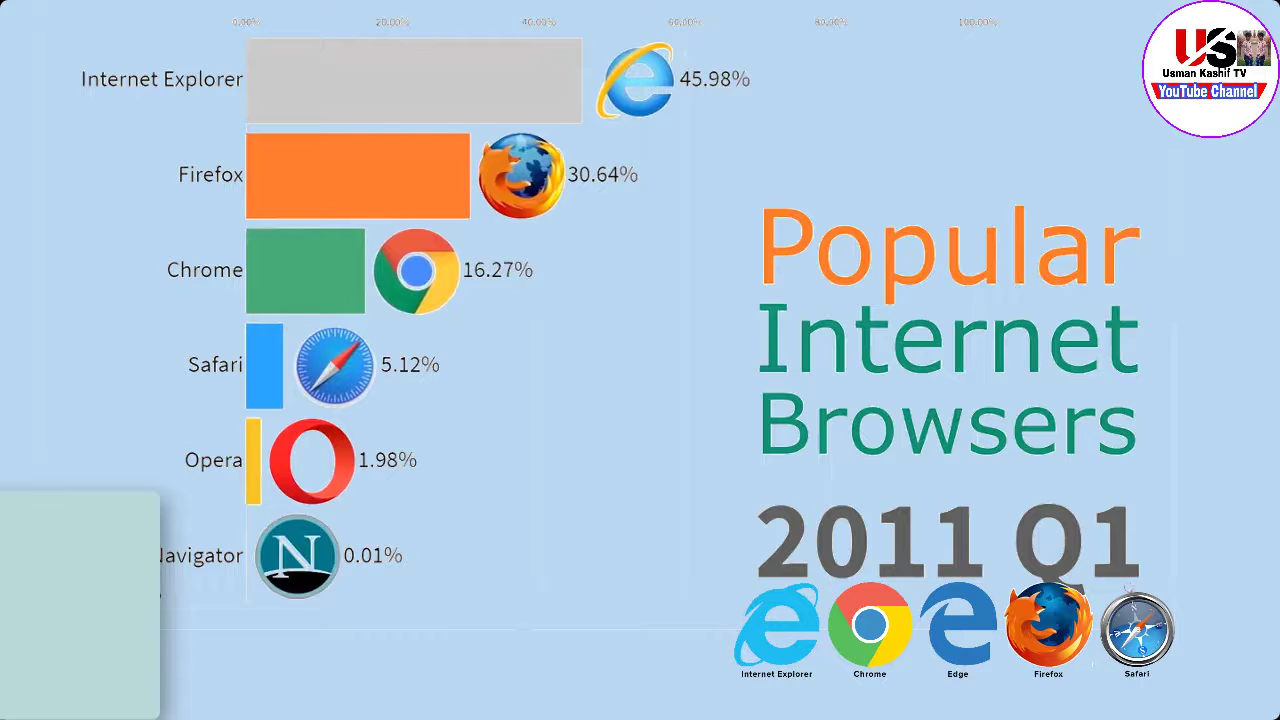 0.00% 20.00% 40.00% 60.00% 80.00% 100.00%
US
Usman Kashif TV
YouTube Channel
Internet Explorer 45.98%
Firefox 30.64%
Chrome 16.27%
Safari 5.12%
Opera 1.98%
Navigator N 0.01%
Popular
Internet
Browsers
2011 Q1
Internet Explorer Chrome Edge Firefox Safari